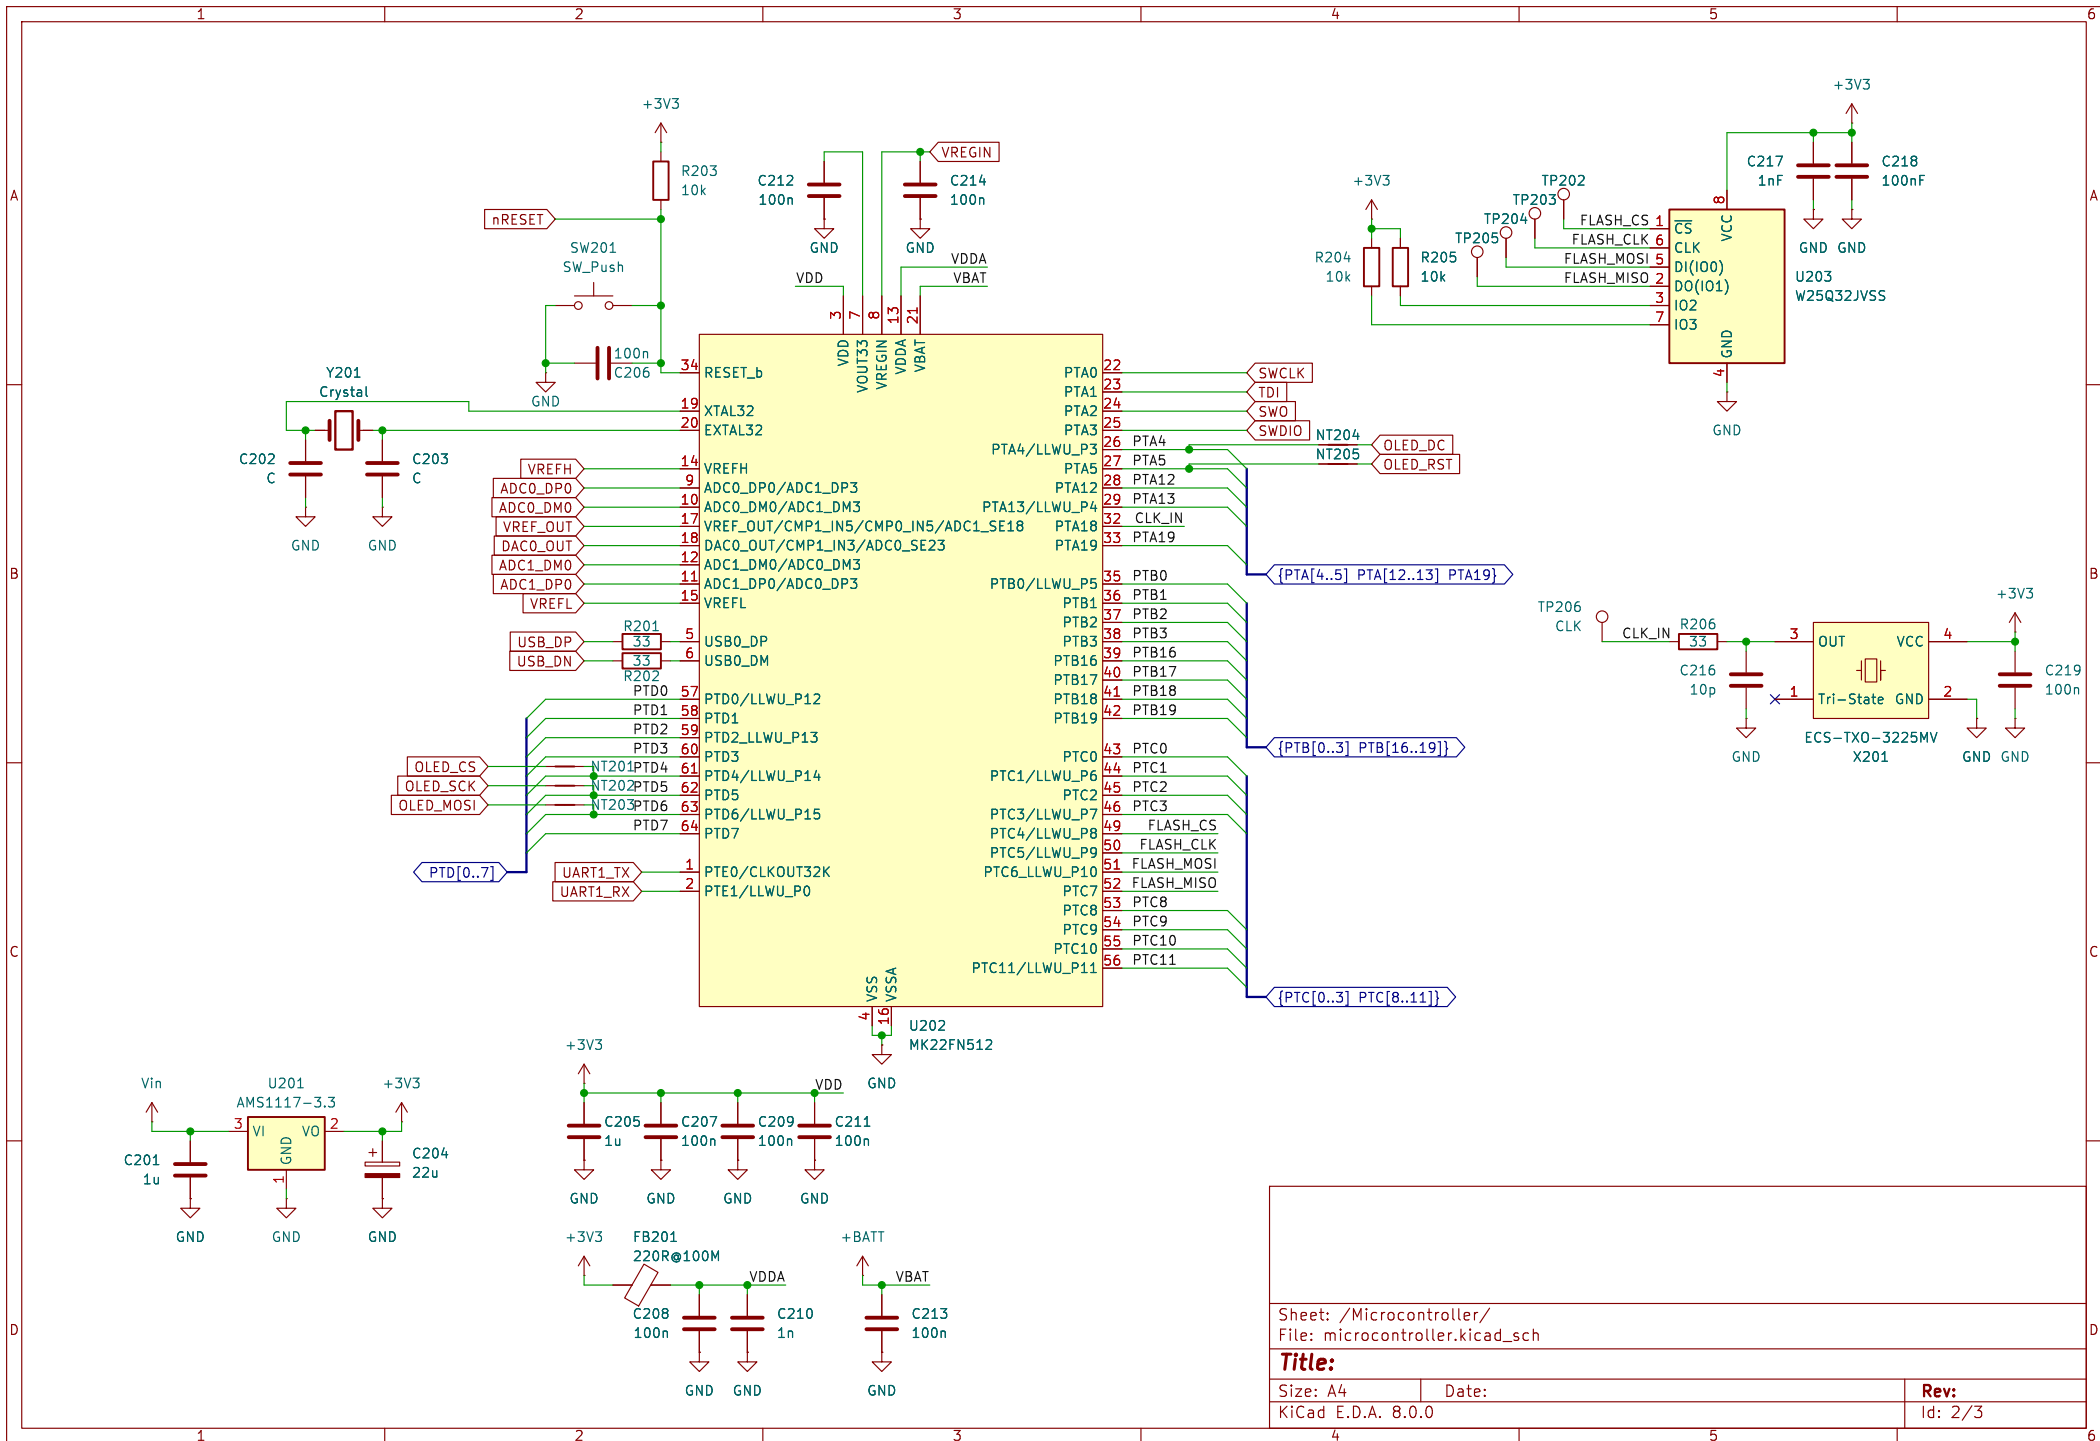 1 2 3 4 5 6
A
B
C
D
A
B
C
D
1 2 3 4 5 6
+3V3
R203
10k
nRESET
SW201
SW_Push
100n
C206
GND
Y201
Crystal
C202
C
C203
C
GND
GND
C212
100n
GND
VREGIN
C214
100n
GND
VDD
VDDA
VBAT
3
7
8
13
21
VDD
VOUT33
VREGIN
VDDA
VBAT
34 RESET_b
19 XTAL32
20 EXTAL32
VREFH 14 VREFH
ADC0_DP0 9 ADC0_DP0/ADC1_DP3
ADC0_DM0 10 ADC0_DM0/ADC1_DM3
VREF_OUT 17 VREF_OUT/CMP1_IN5/CMP0_IN5/ADC1_SE18
DAC0_OUT 18 DAC0_OUT/CMP1_IN3/ADC0_SE23
ADC1_DM0 12 ADC1_DM0/ADC0_DM3
ADC1_DP0 11 ADC1_DP0/ADC0_DP3
VREFL 15 VREFL
R201
USB_DP 33 5 USB0_DP
USB_DN 33 6 USB0_DM
R202
PTD0 57 PTD0/LLWU_P12
PTD1 58 PTD1
PTD2 59 PTD2_LLWU_P13
PTD3 60 PTD3
OLED_CS NT201 PTD4 61 PTD4/LLWU_P14
OLED_SCK NT202 PTD5 62 PTD5
OLED_MOSI NT203 PTD6 63 PTD6/LLWU_P15
PTD7 64 PTD7
PTD[0..7]
UART1_TX 1 PTE0/CLKOUT32K
UART1_RX 2 PTE1/LLWU_P0
PTA0 22 SWCLK
PTA1 23 TDI
PTA2 24 SWO
PTA3 25 SWDIO
PTA4/LLWU_P3 26 PTA4 NT204 OLED_DC
PTA5 27 PTA5 NT205 OLED_RST
PTA12 28 PTA12
PTA13/LLWU_P4 29 PTA13
PTA18 32 CLK_IN
PTA19 33 PTA19
{PTA[4..5] PTA[12..13] PTA19}
PTB0/LLWU_P5 35 PTB0
PTB1 36 PTB1
PTB2 37 PTB2
PTB3 38 PTB3
PTB16 39 PTB16
PTB17 40 PTB17
PTB18 41 PTB18
PTB19 42 PTB19
{PTB[0..3] PTB[16..19]}
PTC0 43 PTC0
PTC1/LLWU_P6 44 PTC1
PTC2 45 PTC2
PTC3/LLWU_P7 46 PTC3
PTC4/LLWU_P8 49 FLASH_CS
PTC5/LLWU_P9 50 FLASH_CLK
PTC6_LLWU_P10 51 FLASH_MOSI
PTC7 52 FLASH_MISO
PTC8 53 PTC8
PTC9 54 PTC9
PTC10 55 PTC10
PTC11/LLWU_P11 56 PTC11
{PTC[0..3] PTC[8..11]}
VSS
VSSA
4
16
U202
MK22FN512
GND
+3V3
R204
10k
R205
10k
TP202
TP203
TP204
TP205
FLASH_CS 1 CS
FLASH_CLK 6 CLK
FLASH_MOSI 5 DI(IO0)
FLASH_MISO 2 DO(IO1)
3 IO2
7 IO3
8
VCC
GND
4
GND
U203
W25Q32JVSS
+3V3
C217
1nF
C218
100nF
GND
GND
TP206
CLK
CLK_IN
R206
33
C216
10p
GND
3 OUT VCC 4
1 Tri-State GND 2
ECS-TXO-3225MV
X201
+3V3
C219
100n
GND
GND
Vin
U201
AMS1117-3.3
+3V3
3 VI VO 2
GND
1
C201
1u
C204
+
22u
GND
GND
GND
+3V3
VDD
C205
1u
C207
100n
C209
100n
C211
100n
GND
GND
GND
GND
+3V3
FB201
220R@100M
VDDA
C208
100n
C210
1n
GND
GND
+BATT
VBAT
C213
100n
GND
Sheet: /Microcontroller/
File: microcontroller.kicad_sch
Title:
Size: A4 Date: Rev:
KiCad E.D.A. 8.0.0 Id: 2/3